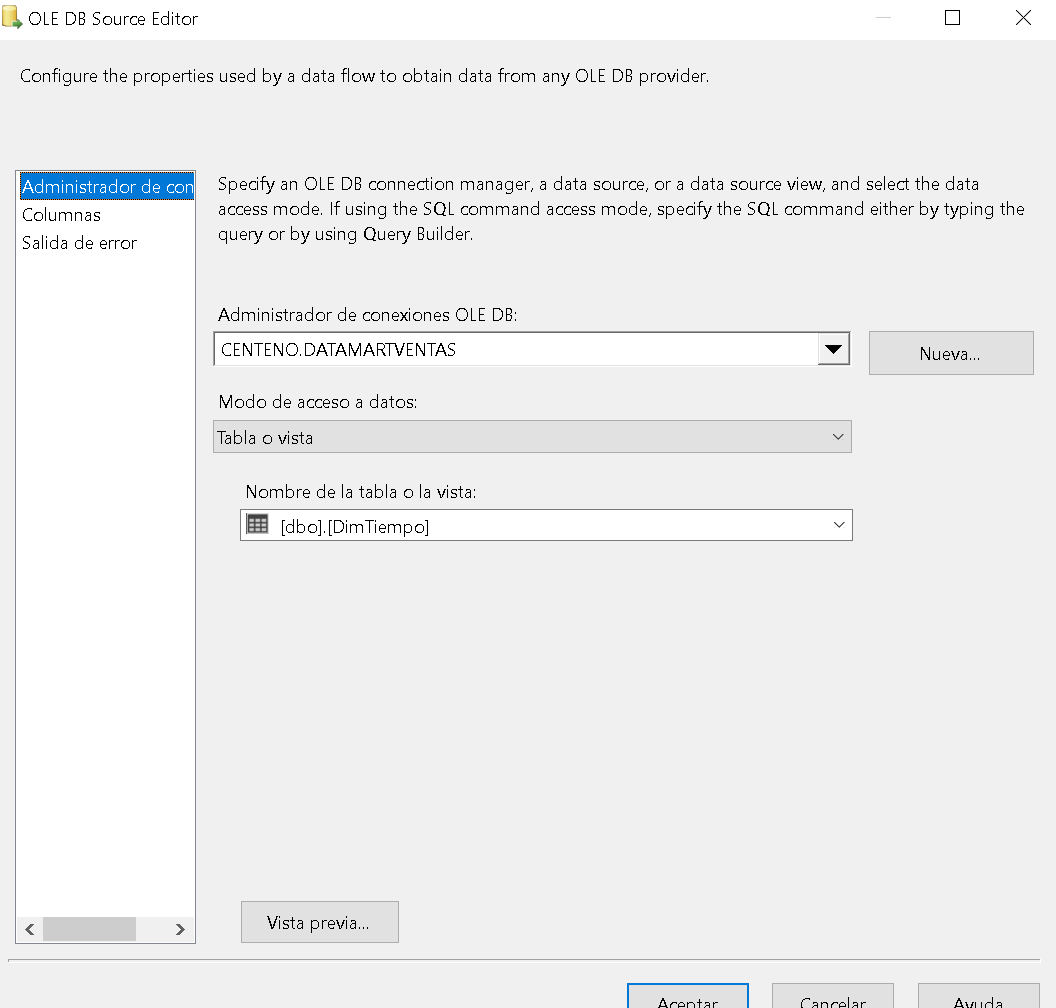 OLE DB Source Editor
Configure the properties used by a data flow to obtain data from any OLE DB provider.
Administrador de con
Columnas
Salida de error
Specify an OLE DB connection manager, a data source, or a data source view, and select the data
access mode. If using the SQL command access mode, specify the SQL command either by typing the
query or by using Query Builder.
Administrador de conexiones OLE DB:
CENTENO.DATAMARTVENTAS
Nueva...
Modo de acceso a datos:
Tabla o vista
Nombre de la tabla o la vista:
[dbo].[DimTiempo]
Vista previa...
Aceptar
Cancelar
Ayuda